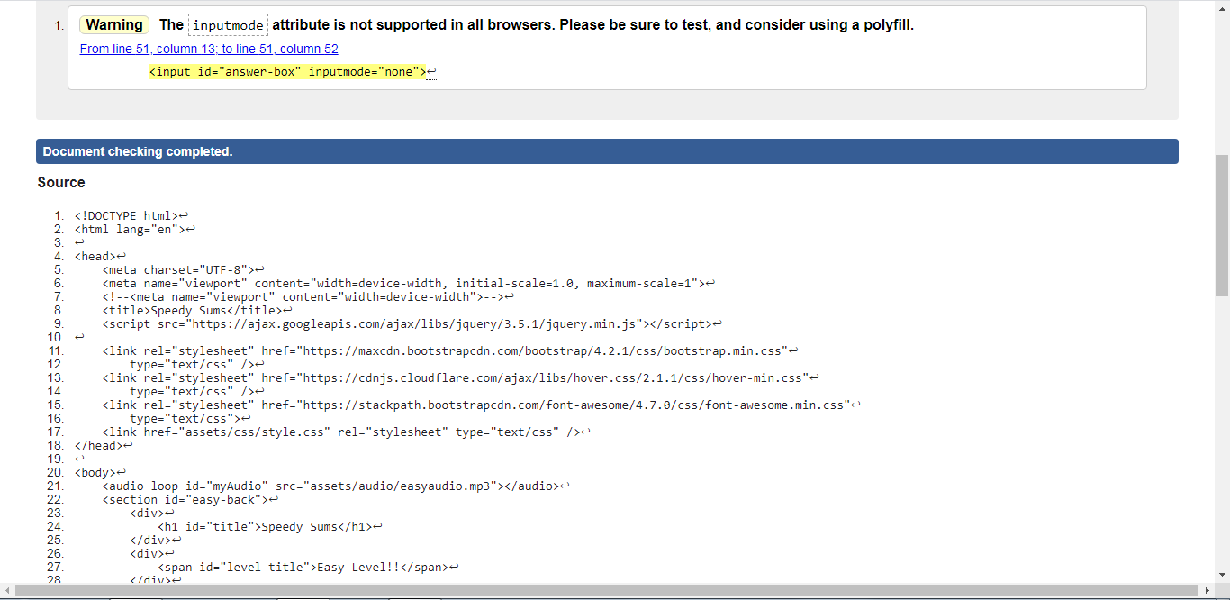 1. Warning The inputmode attribute is not supported in all browsers. Please be sure to test, and consider using a polyfill.
From line 51, column 13; to line 51, column 52
<input id="answer-box" inputmode="none">↩
Document checking completed.
Source
1. <!DOCTYPE html>↩
2. <html lang="en">↩
3. ↩
4. <head>↩
5. <meta charset="UTF-8">↩
6. <meta name="viewport" content="width=device-width, initial-scale=1.0, maximum-scale=1">↩
7. <!--<meta name="viewport" content="width=device-width">-->↩
8. <title>Speedy Sums</title>↩
9. <script src="https://ajax.googleapis.com/ajax/libs/jquery/3.5.1/jquery.min.js"></script>↩
10. ↩
11. <link rel="stylesheet" href="https://maxcdn.bootstrapcdn.com/bootstrap/4.2.1/css/bootstrap.min.css"↩
12. type="text/css" />↩
13. <link rel="stylesheet" href="https://cdnjs.cloudflare.com/ajax/libs/hover.css/2.1.1/css/hover-min.css"↩
14. type="text/css" />↩
15. <link rel="stylesheet" href="https://stackpath.bootstrapcdn.com/font-awesome/4.7.0/css/font-awesome.min.css"↩
16. type="text/css">↩
17. <link href="assets/css/style.css" rel="stylesheet" type="text/css" />↩
18. </head>↩
19. ↩
20. <body>↩
21. <audio loop id="myAudio" src="assets/audio/easyaudio.mp3"></audio>↩
22. <section id="easy-back">↩
23. <div>↩
24. <h1 id="title">Speedy Sums</h1>↩
25. </div>↩
26. <div>↩
27. <span id="level-title">Easy Level!!</span>↩
28. </div>↩